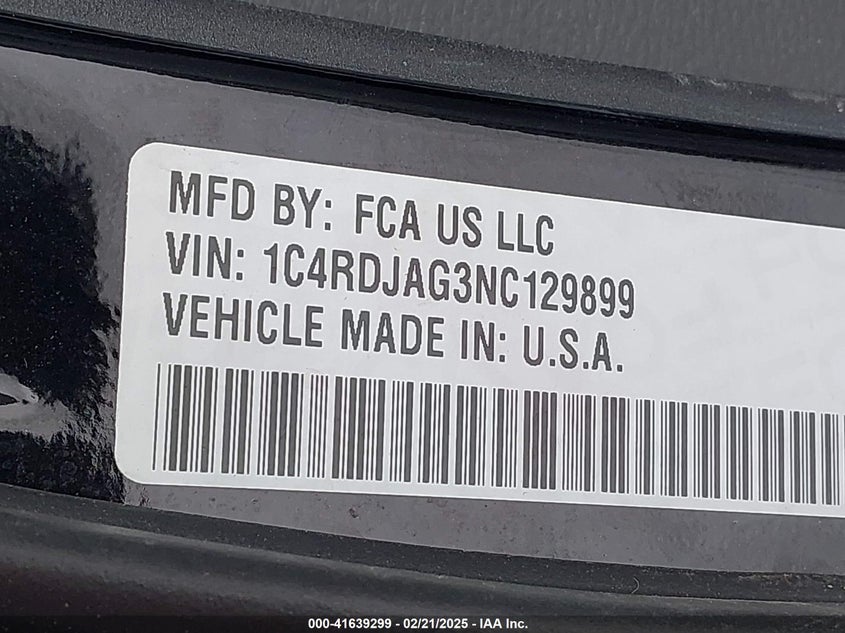 MFD BY: FCA US LLC
VIN: 1C4RDJAG3NC129899
VEHICLE MADE IN: U.S.A.
000-41639299 - 02/21/2025 - IAA Inc.